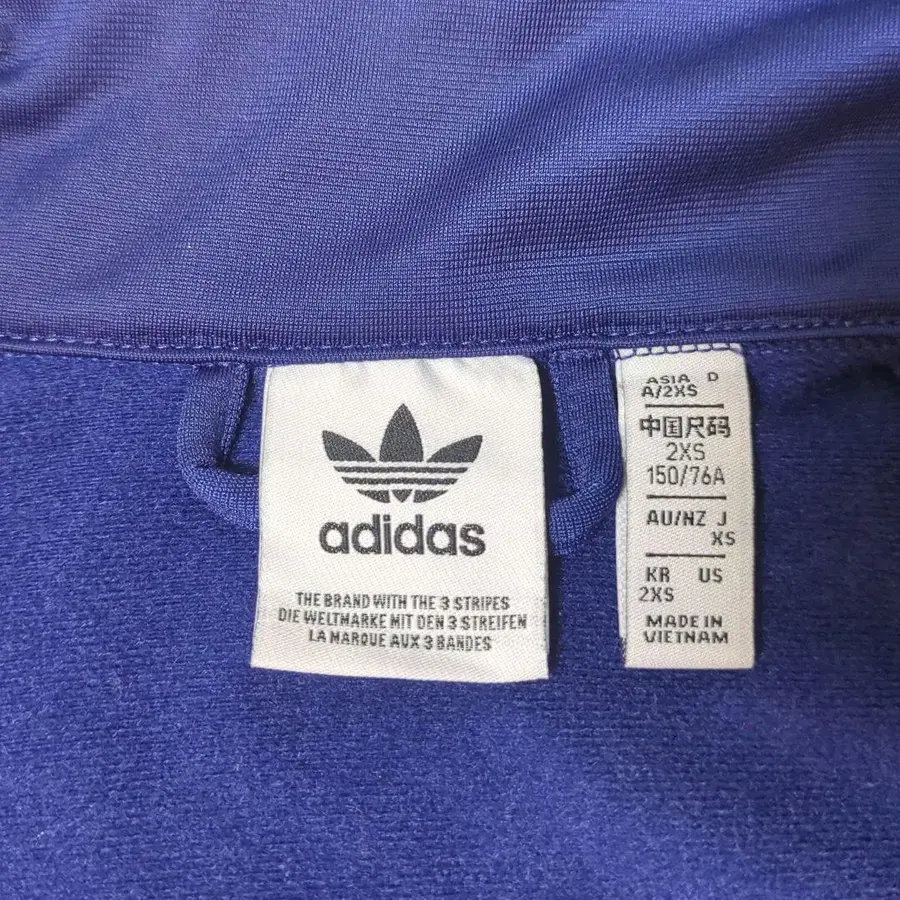 adidas
THE BRAND WITH THE 3 STRIPES
DIE WELTMARKE MIT DEN 3 STREIFEN
LA MARQUE AUX 3 BANDES
ASIA D
A/2XS
中国尺码
2XS
150/76A
AU/NZ J
XS
KR US
2XS
MADE IN
VIETNAM